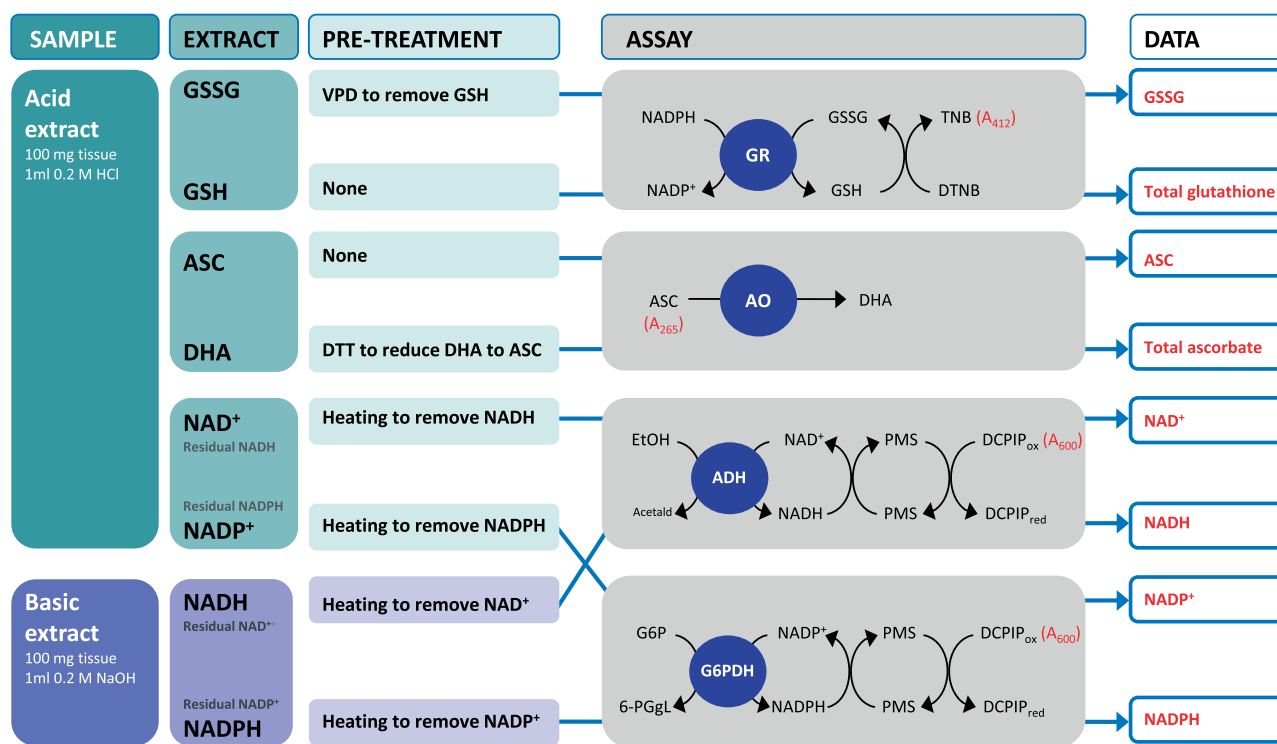 SAMPLE
EXTRACT
PRE-TREATMENT
ASSAY
DATA
Acid
extract
100 mg tissue
1ml 0.2 M HCl
GSSG
GSH
VPD to remove GSH
None
NADPH
NADP⁺
GR
GSSG
GSH
TNB (A₄₁₂)
DTNB
GSSG
Total glutathione
ASC
DHA
None
DTT to reduce DHA to ASC
ASC
(A₂₆₅)
AO
DHA
ASC
Total ascorbate
NAD⁺
Residual NADH
Residual NADPH
NADP⁺
Heating to remove NADH
Heating to remove NADPH
EtOH
Acetald
ADH
NAD⁺
NADH
PMS
PMS
DCPIPox (A₆₀₀)
DCPIPred
NAD⁺
NADH
Basic
extract
100 mg tissue
1ml 0.2 M NaOH
NADH
Residual NAD⁺⁺
Residual NADP⁺
NADPH
Heating to remove NAD⁺
Heating to remove NADP⁺
G6P
6-PGgL
G6PDH
NADP⁺
NADPH
PMS
PMS
DCPIPox (A₆₀₀)
DCPIPred
NADP⁺
NADPH